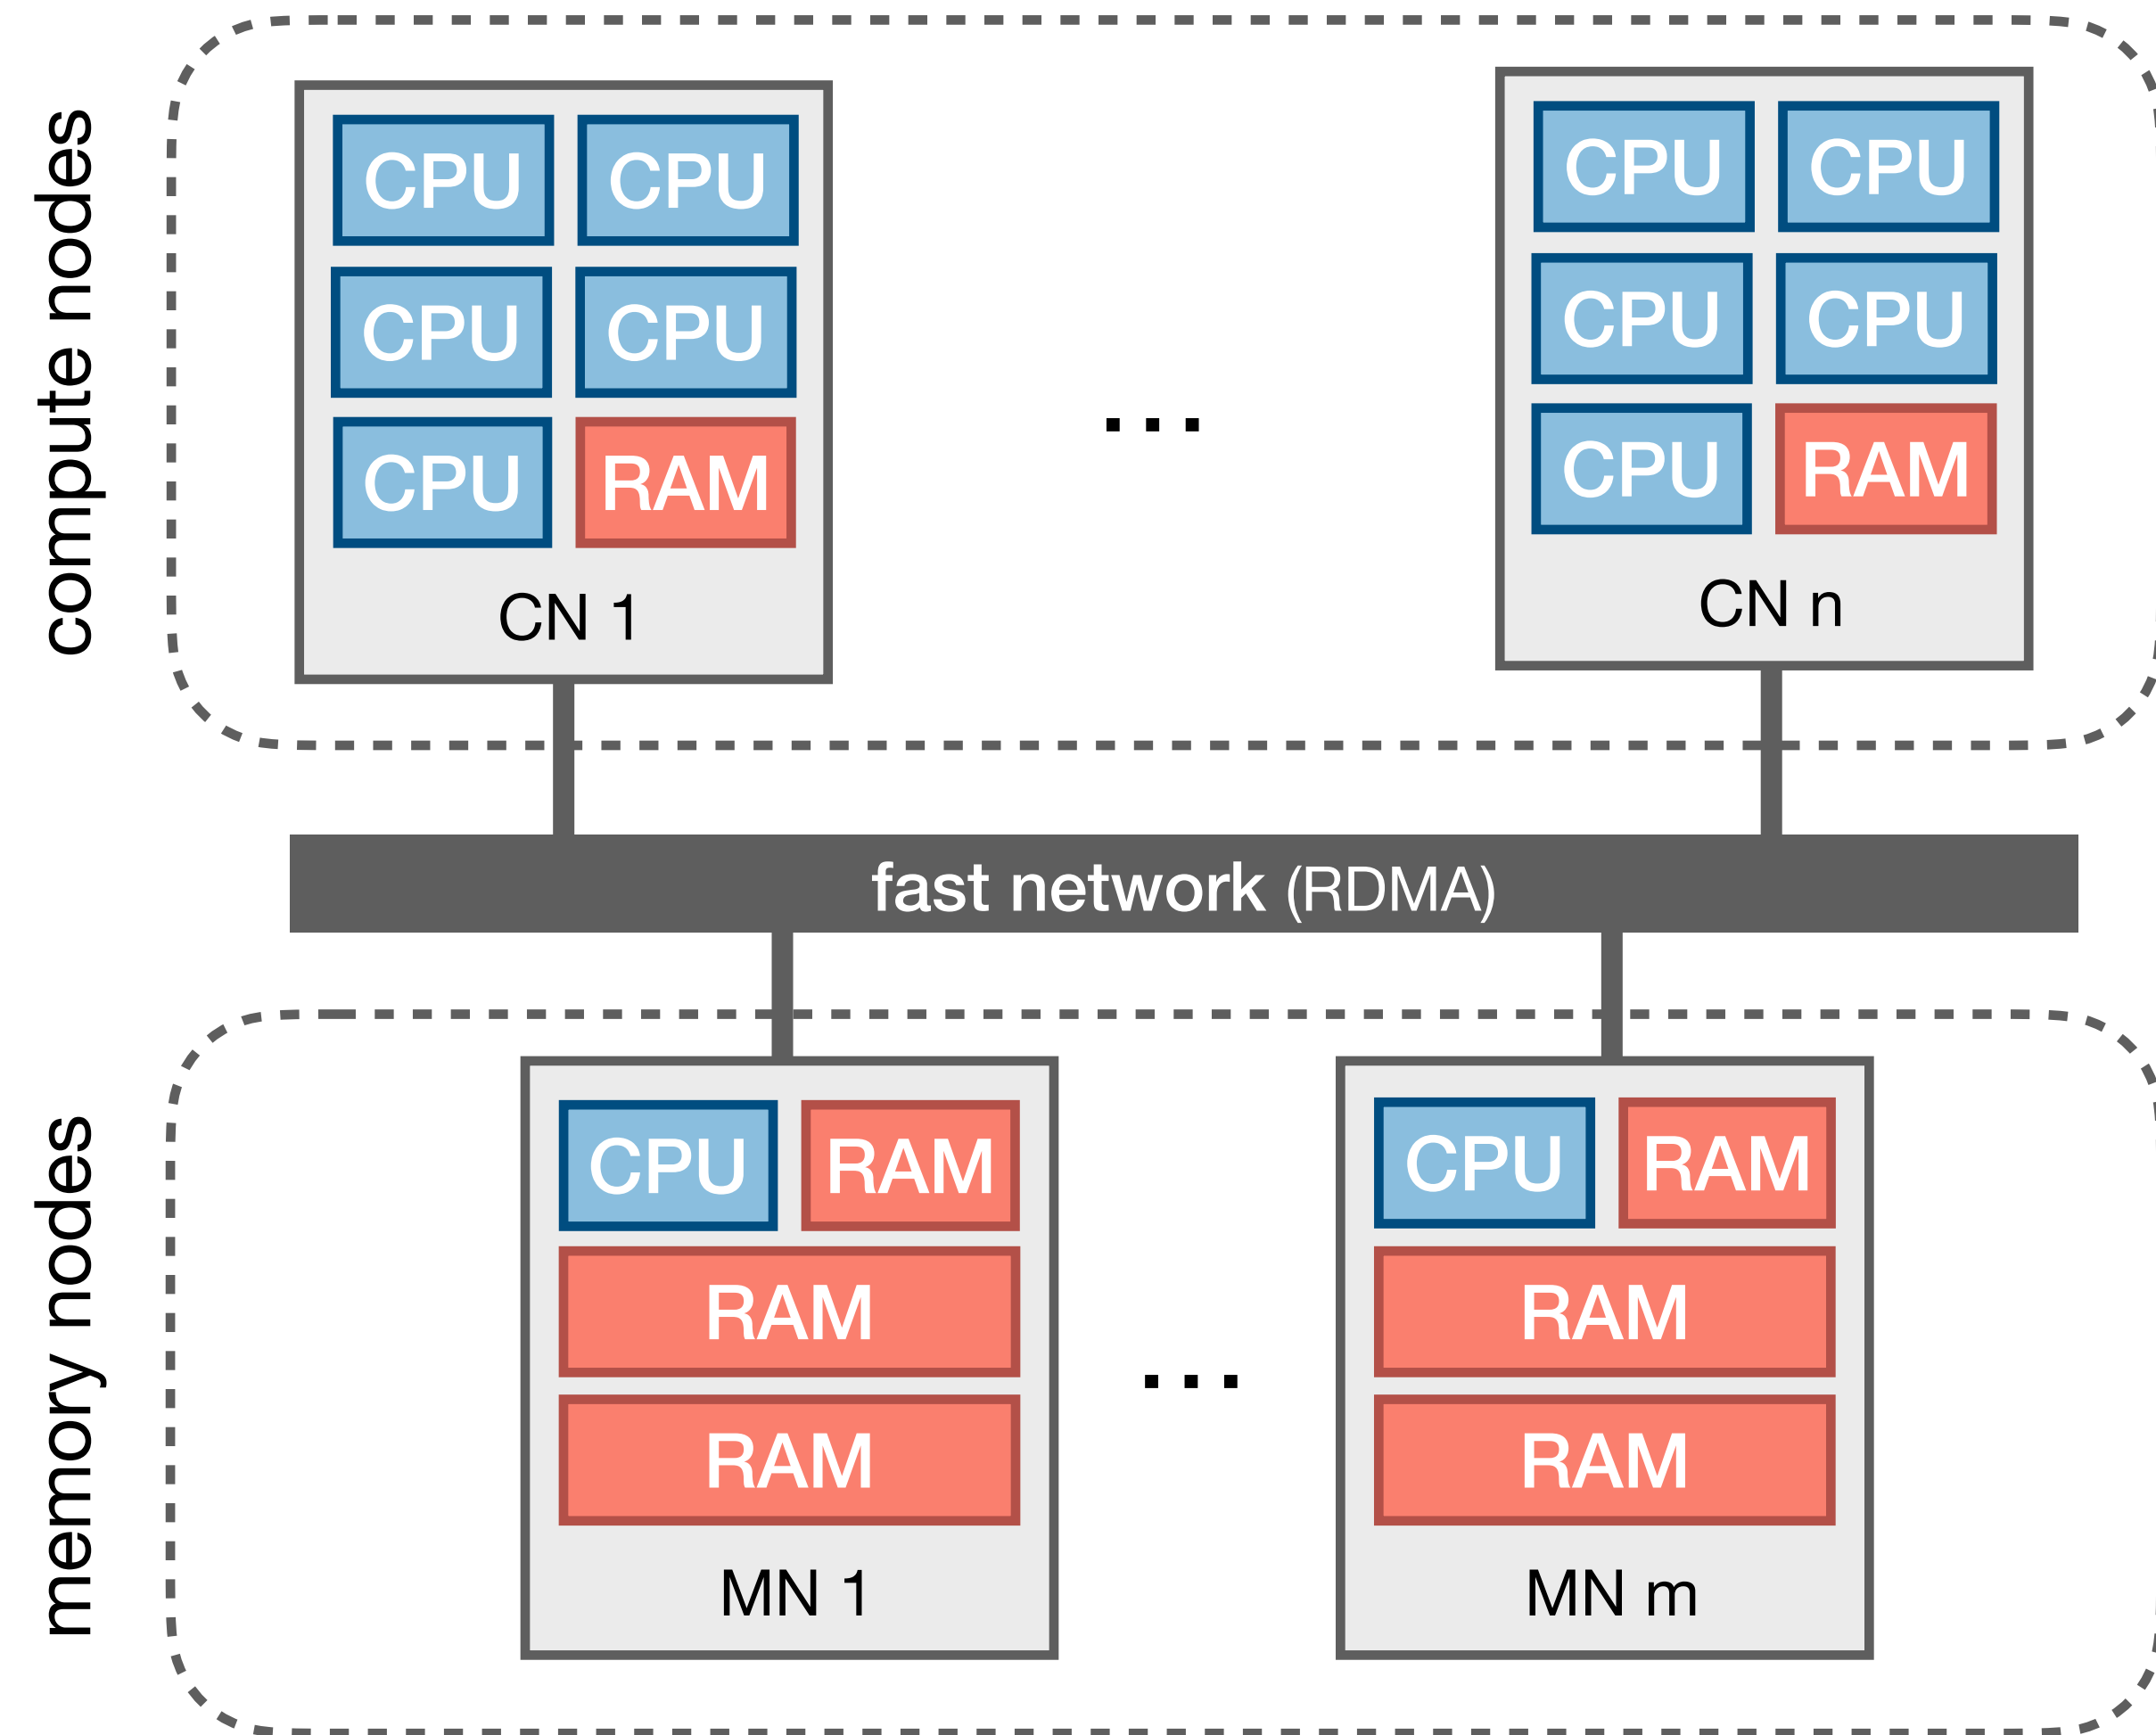 compute nodes
CPU CPU
CPU CPU
CPU RAM
CN 1
...
CPU CPU
CPU CPU
CPU RAM
CN n
fast network (RDMA)
memory nodes
CPU RAM
RAM
RAM
MN 1
...
CPU RAM
RAM
RAM
MN m